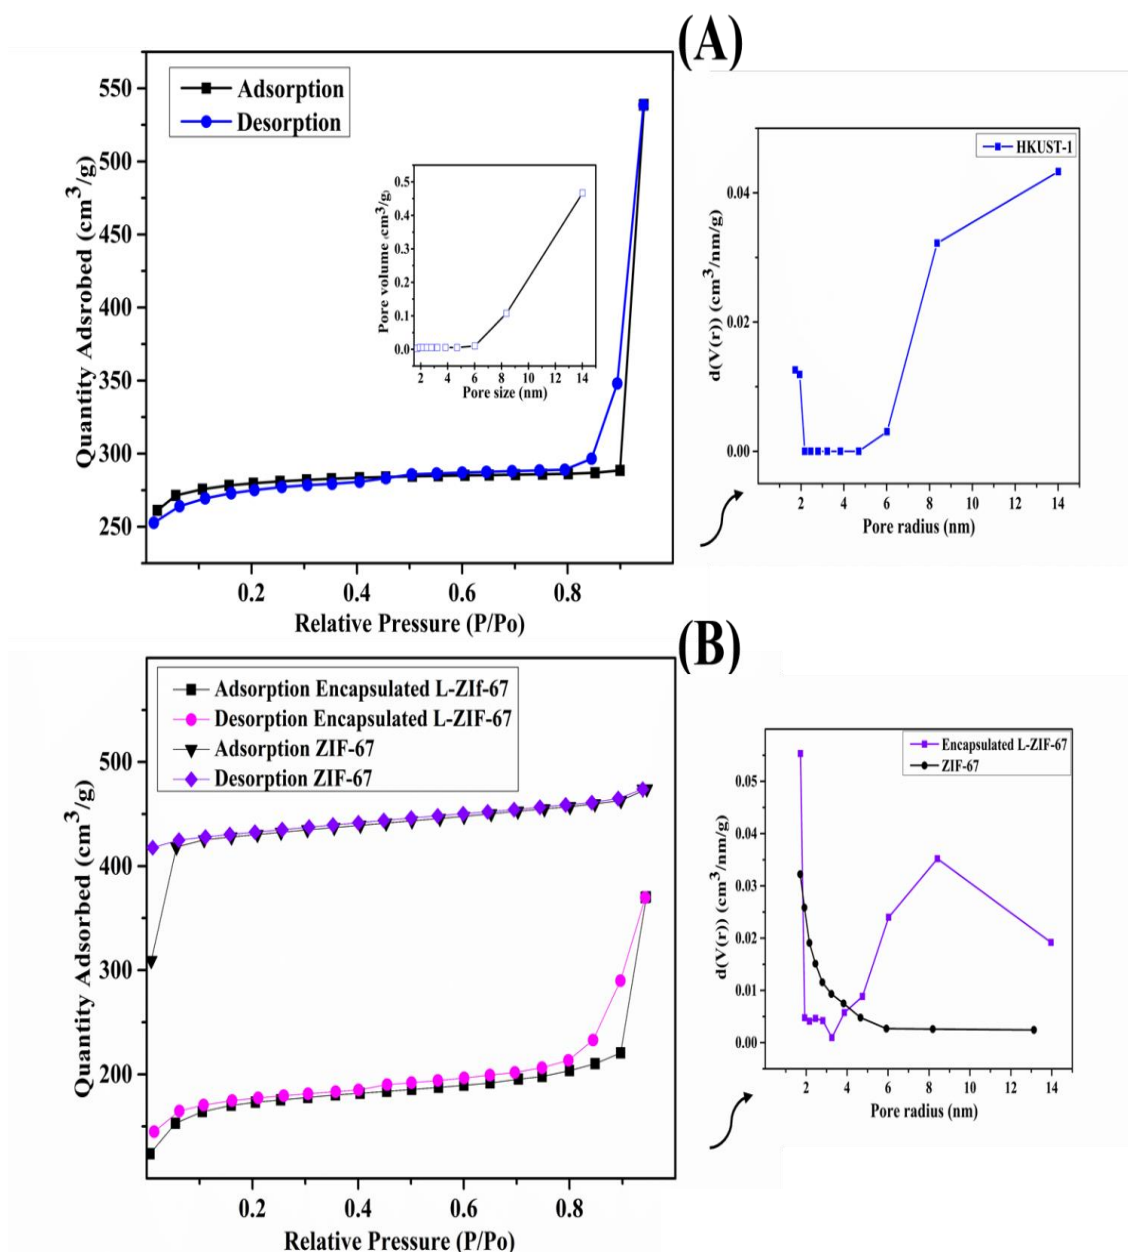 (A)
Adsorption
Desorption
Quantity Adsrobed (cm³/g)
550
500
450
400
350
300
250
0.2 0.4 0.6 0.8
Relative Pressure (P/Po)
Pore volume (cm³/g)
0.5
0.4
0.3
0.2
0.1
0.0
2 4 6 8 10 12 14
Pore size (nm)
HKUST-1
d(V(r)) (cm³/nm/g)
0.04
0.02
0.00
2 4 6 8 10 12 14
Pore radius (nm)
(B)
Adsorption Encapsulated L-ZIf-67
Desorption Encapsulated L-ZIF-67
Adsorption ZIF-67
Desorption ZIF-67
Quantity Adsorbed (cm³/g)
500
400
300
200
0.2 0.4 0.6 0.8
Relative Pressure (P/Po)
Encapsulated L-ZIF-67
ZIF-67
d(V(r)) (cm³/nm/g)
0.05
0.04
0.03
0.02
0.01
0.00
2 4 6 8 10 12 14
Pore radius (nm)